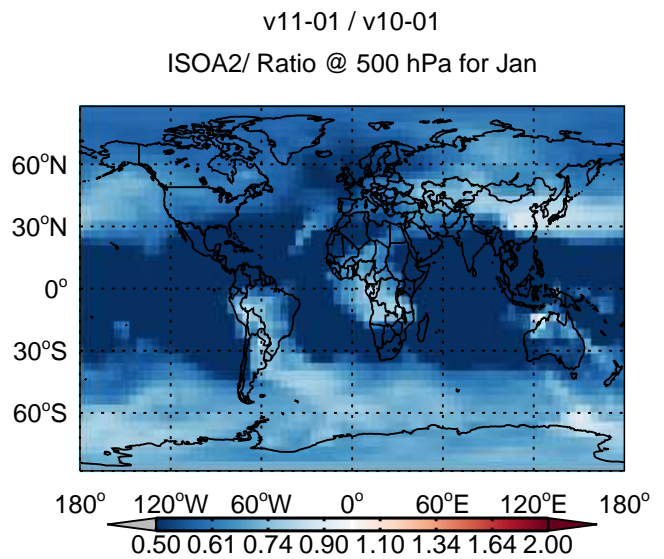 v11-01 / v10-01
ISOA2/ Ratio @ 500 hPa for Jan
60°N
30°N
0°
30°S
60°S
180° 120°W 60°W 0° 60°E 120°E 180°
0.50 0.61 0.74 0.90 1.10 1.34 1.64 2.00